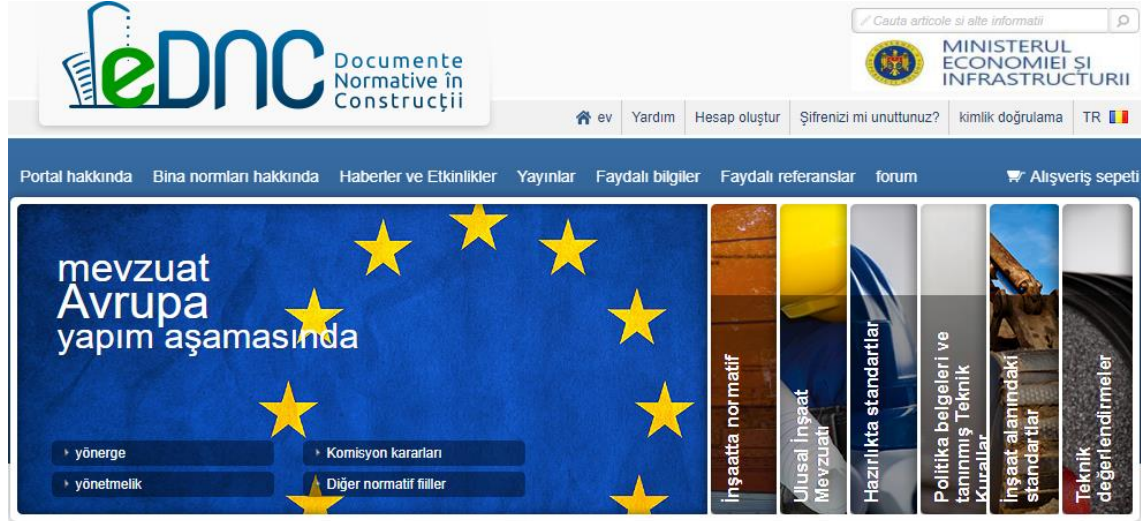 Cauta articole si alte informatii
eDNC
Documente
Normative în
Construcții
MINISTERUL
ECONOMIEI ȘI
INFRASTRUCTURII
ev Yardım Hesap oluştur Şifrenizi mi unuttunuz? kimlik doğrulama TR
Portal hakkında Bina normları hakkında Haberler ve Etkinlikler Yayınlar Faydalı bilgiler Faydalı referanslar forum Alışveriş sepeti
mevzuat
Avrupa
yapım aşamasında
yönerge
Komisyon kararları
yönetmelik
Diğer normatif fiiller
İnşaatta normatif
Ulusal İnşaat
Mevzuatı
Hazırlıkta standartlar
Politika belgeleri ve
tanınmış Teknik
Kurallar
İnşaat alanındaki
standartlar
Teknik
değerlendirmeler